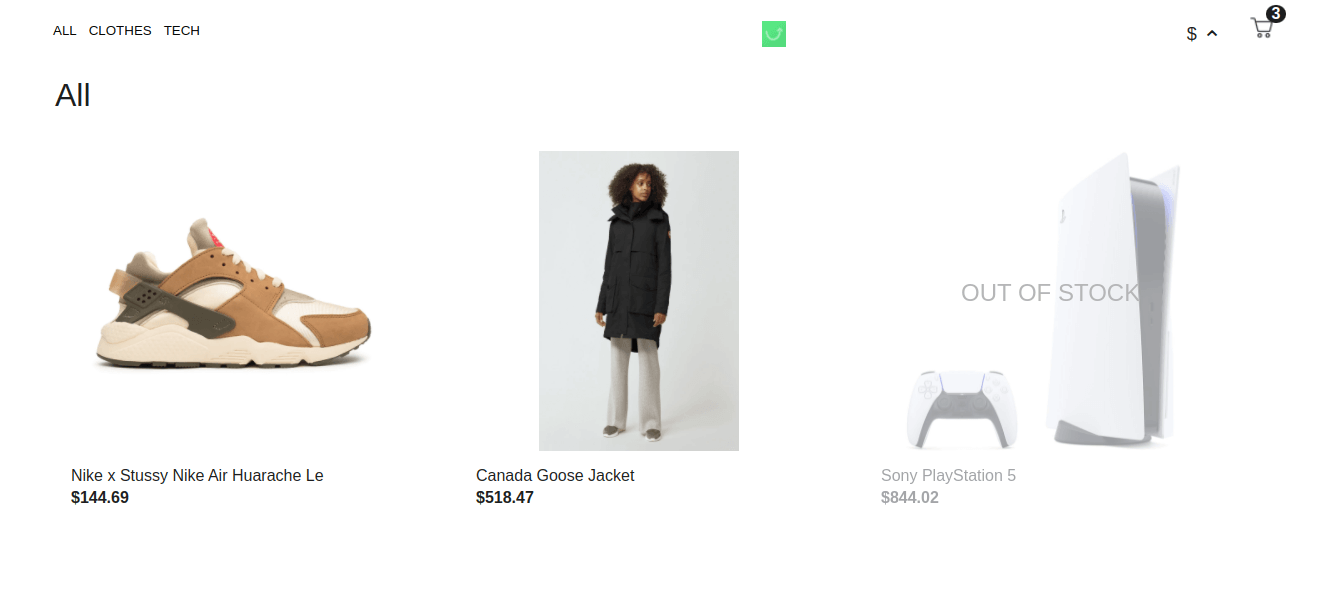 ALL CLOTHES TECH
$
3
All
OUT OF STOCK
Nike x Stussy Nike Air Huarache Le
$144.69
Canada Goose Jacket
$518.47
Sony PlayStation 5
$844.02